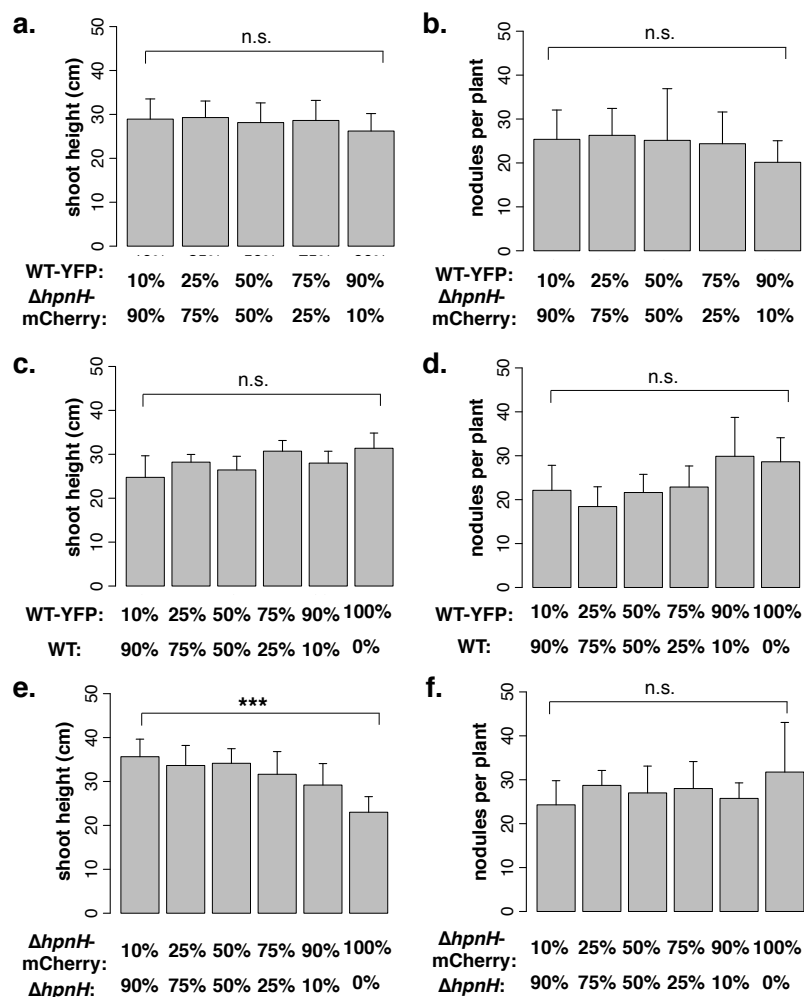 a.
n.s.
shoot height (cm)
0 10 20 30 40 50
WT-YFP: 10% 25% 50% 75% 90%
ΔhpnH-
mCherry: 90% 75% 50% 25% 10%
b.
n.s.
nodules per plant
0 10 20 30 40 50
WT-YFP: 10% 25% 50% 75% 90%
ΔhpnH-
mCherry: 90% 75% 50% 25% 10%
c.
n.s.
shoot height (cm)
0 10 20 30 40 50
WT-YFP: 10% 25% 50% 75% 90% 100%
WT: 90% 75% 50% 25% 10% 0%
d.
n.s.
nodules per plant
0 10 20 30 40 50
WT-YFP: 10% 25% 50% 75% 90% 100%
WT: 90% 75% 50% 25% 10% 0%
e.
***
shoot height (cm)
0 10 20 30 40 50
ΔhpnH-
mCherry: 10% 25% 50% 75% 90% 100%
ΔhpnH: 90% 75% 50% 25% 10% 0%
f.
n.s.
nodules per plant
0 10 20 30 40 50
ΔhpnH-
mCherry: 10% 25% 50% 75% 90% 100%
ΔhpnH: 90% 75% 50% 25% 10% 0%